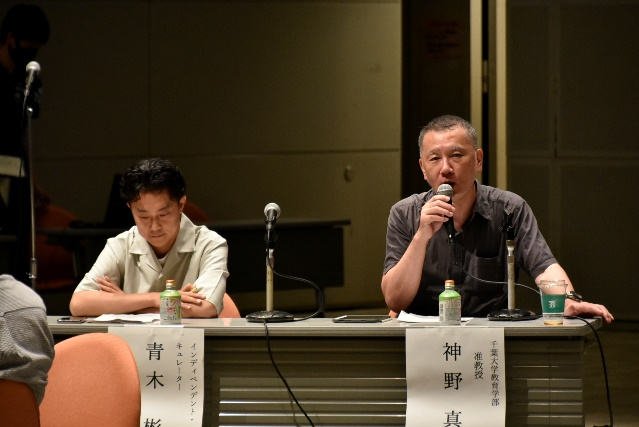 インディペンデント・
キュレーター
青木 彬
千葉大学教育学部
准教授
神野 真